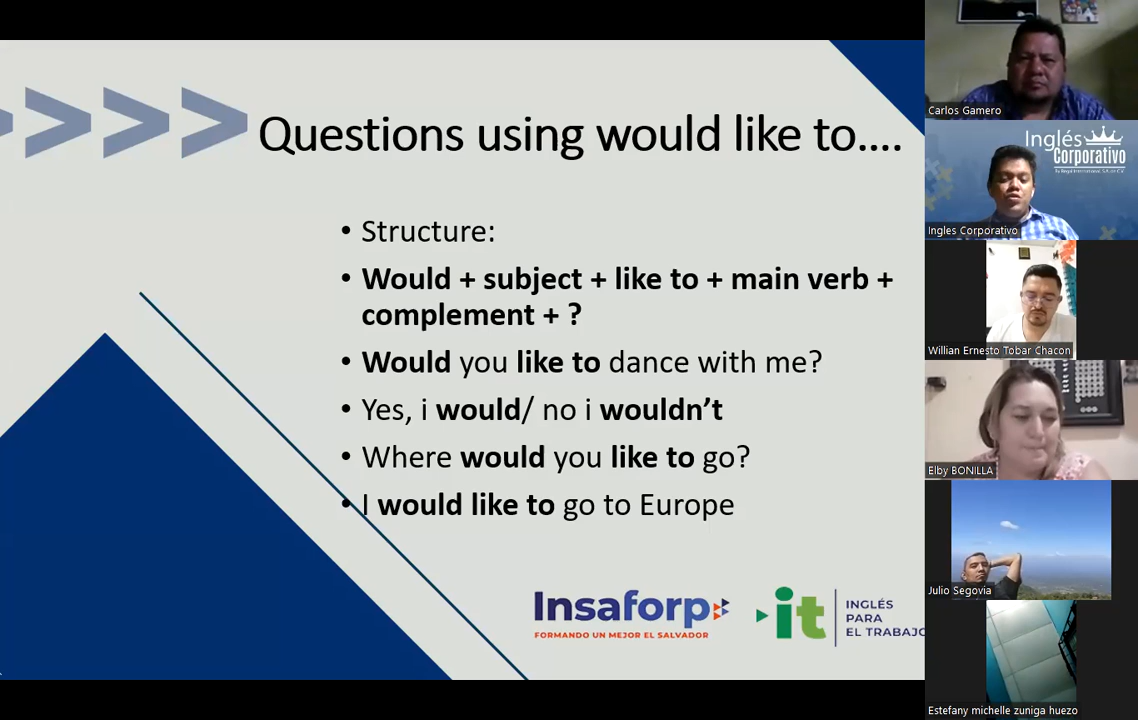 Questions using would like to....
• Structure:
• Would + subject + like to + main verb +
complement + ?
• Would you like to dance with me?
• Yes, i would/ no i wouldn't
• Where would you like to go?
• I would like to go to Europe
Insaforp
FORMANDO UN MEJOR EL SALVADOR
it
INGLÉS
PARA
EL TRABAJO
Carlos Gamero
Inglés
Corporativo
Ingles Corporativo
Willian Ernesto Tobar Chacon
Elby BONILLA
Julio Segovia
Estefany michelle zuniga huezo